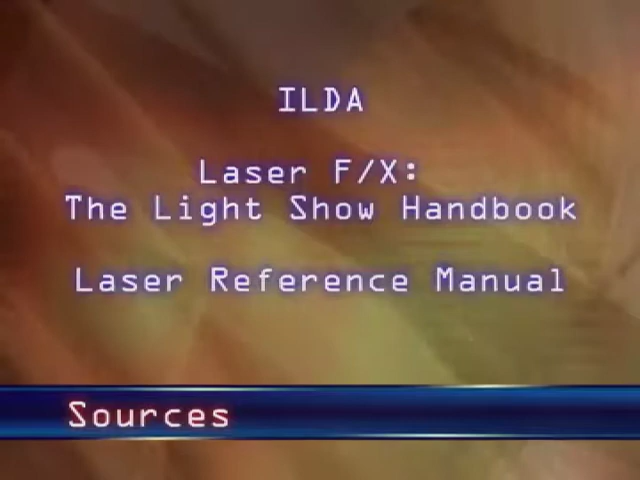 ILDA
Laser F/X:
The Light Show Handbook
Laser Reference Manual
Sources